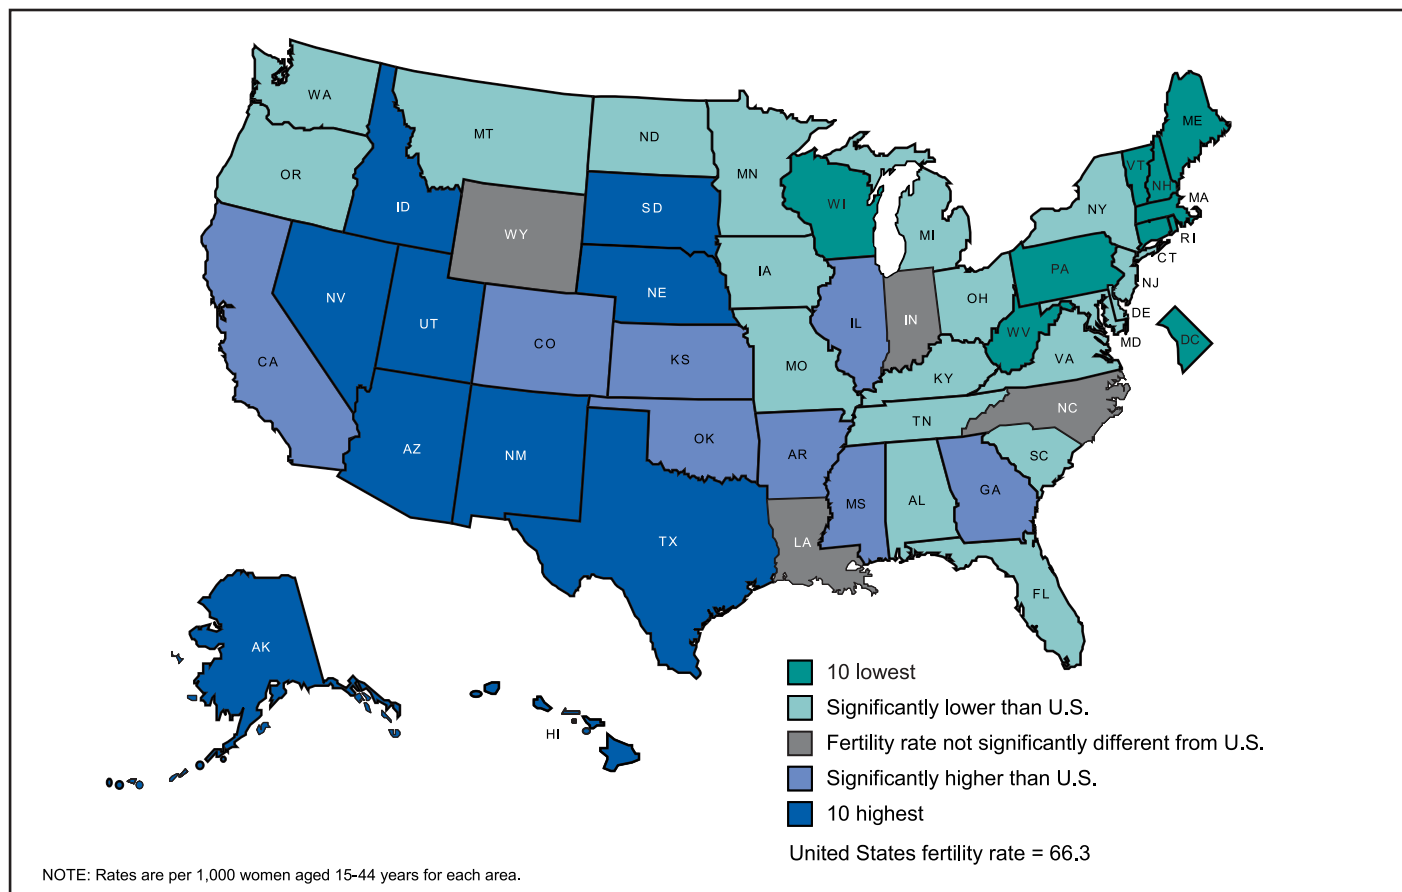 WA
MT
ND
MN
OR
ID
SD
WI
MI
NY
VT
NH
ME
MA
RI
CT
WY
IA
PA
NJ
NE
NV
UT
CO
IL
IN
OH
DE
MD
WV
VA
DC
CA
KS
MO
KY
NC
TN
AZ
NM
OK
AR
SC
MS
AL
GA
TX
LA
FL
AK
HI
10 lowest
Significantly lower than U.S.
Fertility rate not significantly different from U.S.
Significantly higher than U.S.
10 highest
United States fertility rate = 66.3
NOTE: Rates are per 1,000 women aged 15-44 years for each area.